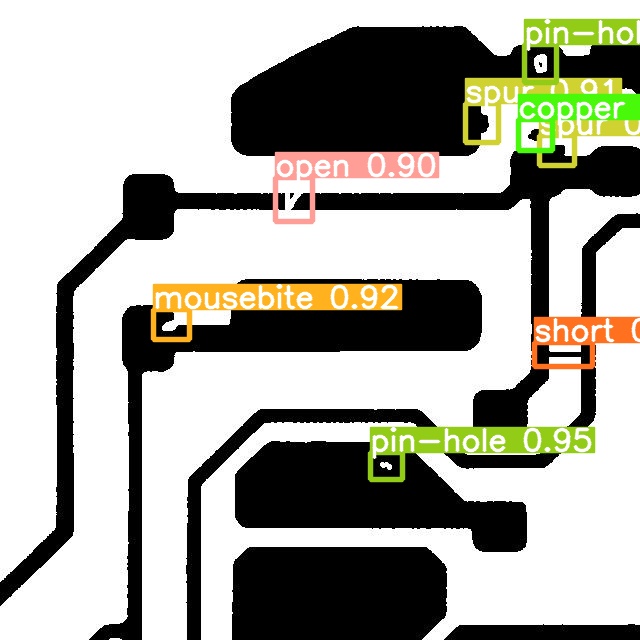 pin-hol
spur 0.91
copper
spur 0.
open 0.90
mousebite 0.92
short 0
pin-hole 0.95